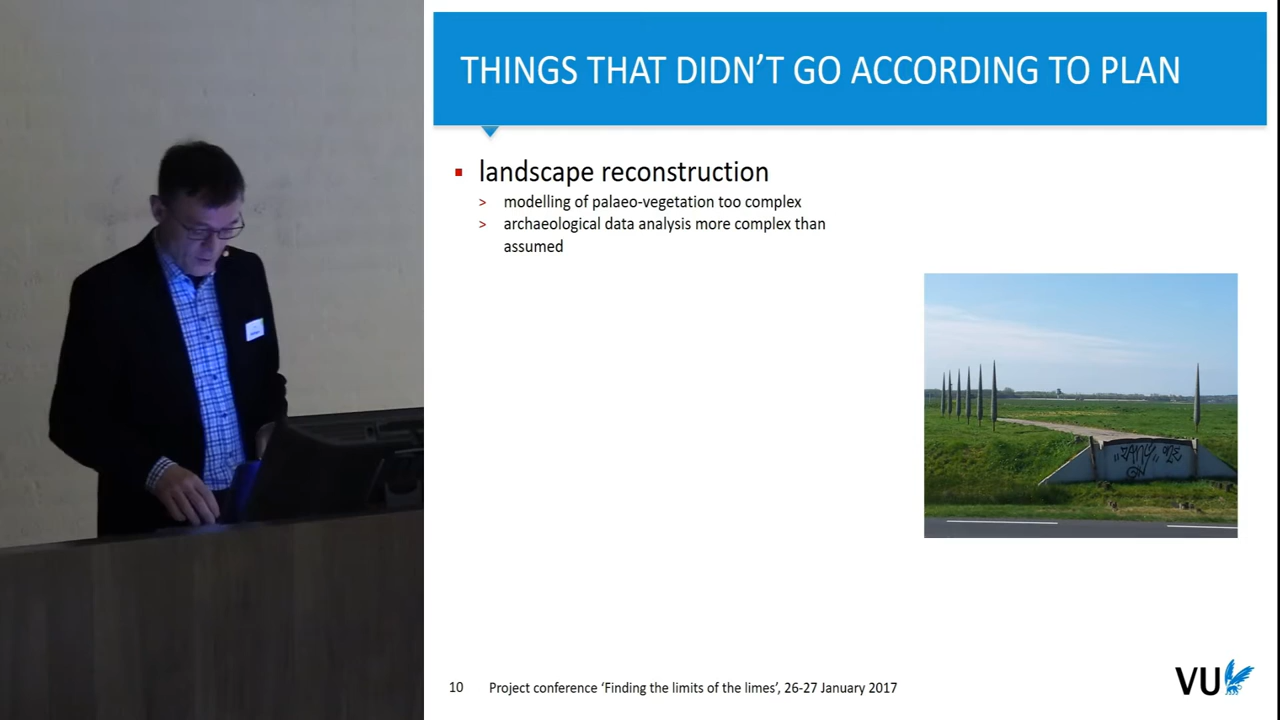 THINGS THAT DIDN'T GO ACCORDING TO PLAN
▪ landscape reconstruction
> modelling of palaeo-vegetation too complex
> archaeological data analysis more complex than
assumed
10 Project conference ‘Finding the limits of the limes’, 26-27 January 2017
VU